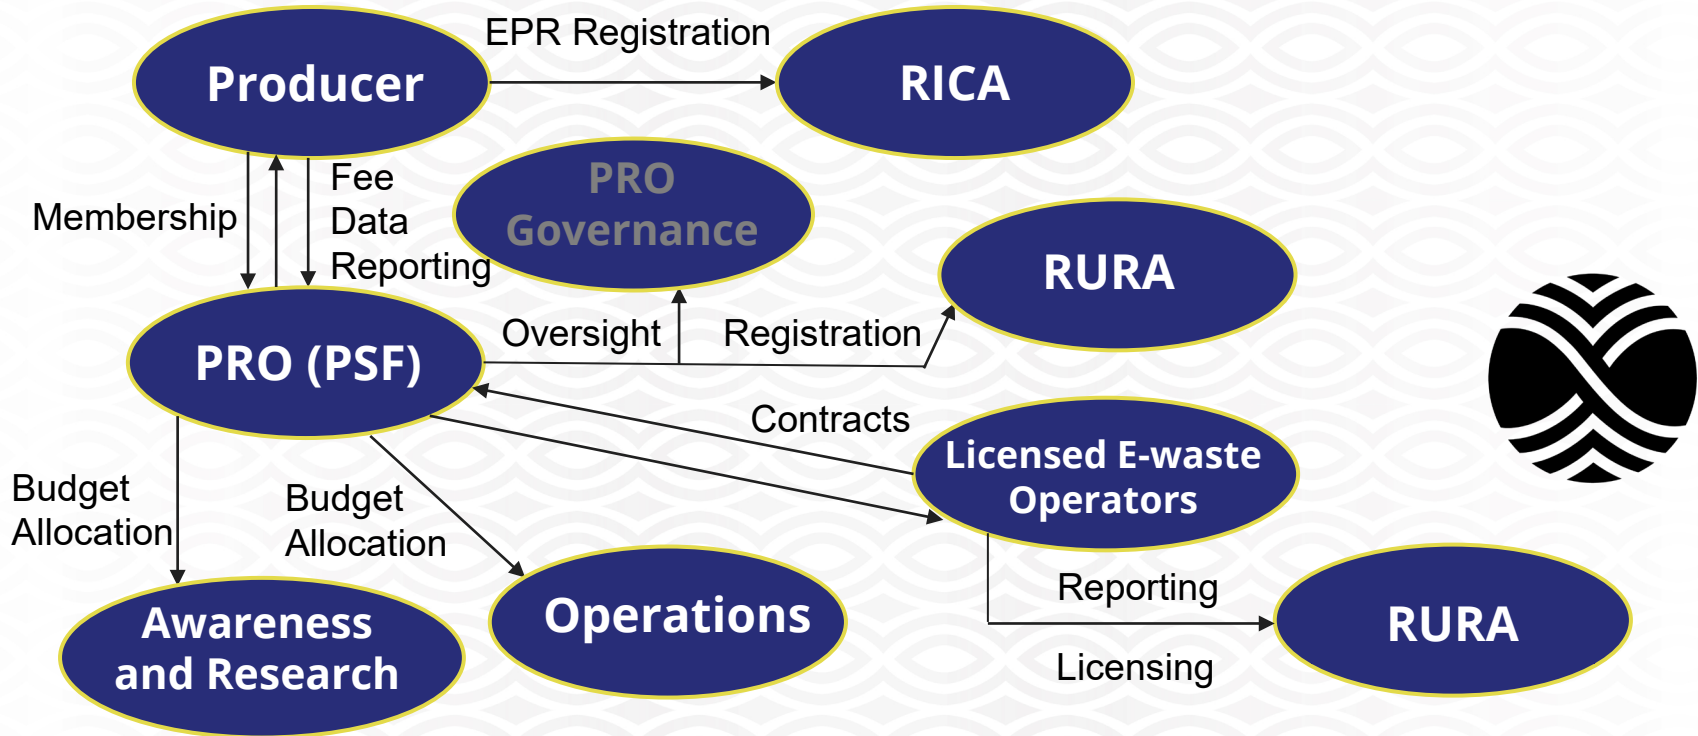 EPR Registration
Producer
RICA
PRO
Governance
Fee
Data
Reporting
Membership
RURA
Oversight
Registration
PRO (PSF)
Contracts
Licensed E-waste
Operators
Budget
Allocation
Budget
Allocation
Reporting
Operations
Awareness
and Research
RURA
Licensing